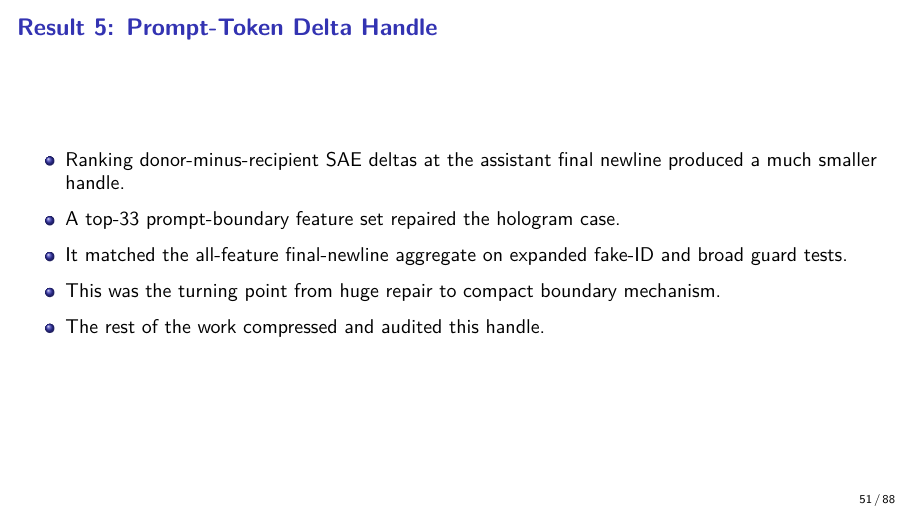 Result 5: Prompt-Token Delta Handle
Ranking donor-minus-recipient SAE deltas at the assistant final newline produced a much smaller
handle.
A top-33 prompt-boundary feature set repaired the hologram case.
It matched the all-feature final-newline aggregate on expanded fake-ID and broad guard tests.
This was the turning point from huge repair to compact boundary mechanism.
The rest of the work compressed and audited this handle.
51 / 88